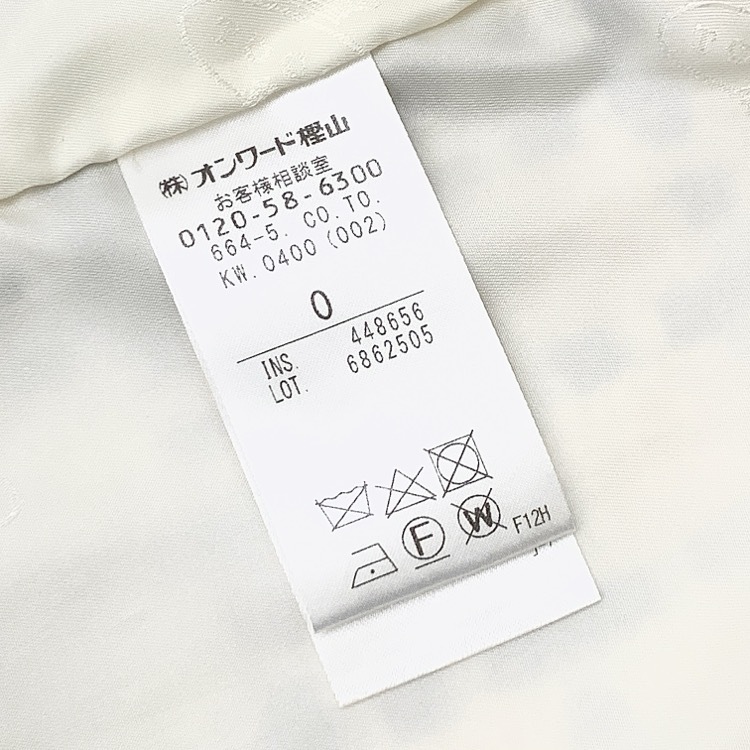 ㈱オンワード樫山
お客様相談室
0120-58-6300
664-5. CO.TO.
KW.0400(002)
0
INS. 448656
LOT. 6862505
F W F12H